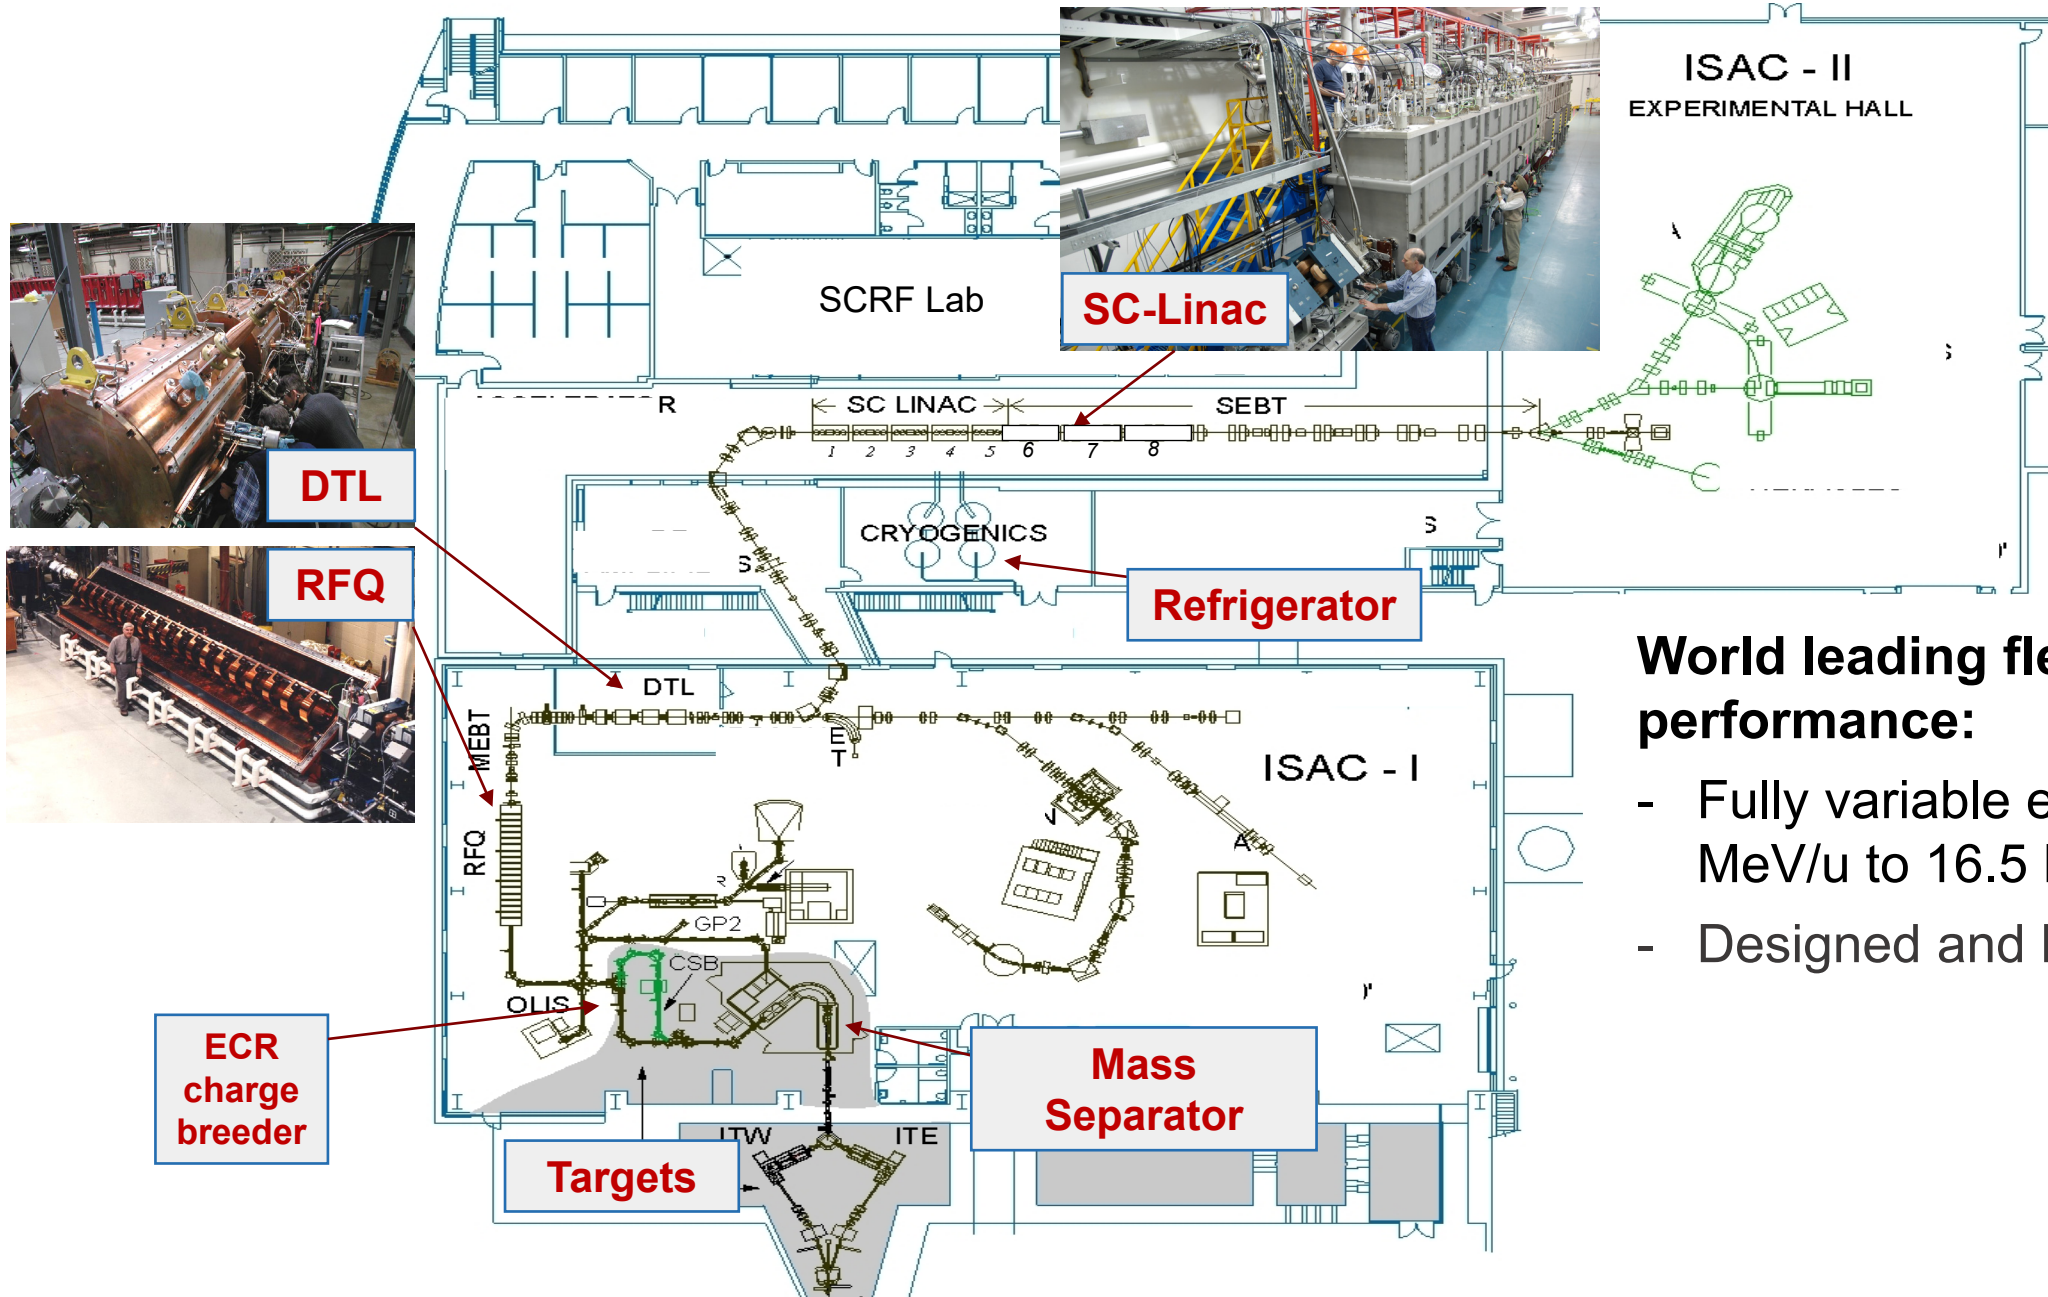 ISAC - II
EXPERIMENTAL HALL
SCRF Lab
SC-Linac
R
SC LINAC
SEBT
1 2 3 4 5 6 7 8
DTL
CRYOGENICS
S
S
RFQ
Refrigerator
World leading
performance:
DTL
MEBT
E
T
ISAC - I
- Fully variable
MeV/u to 16.5
RFQ
N
A
R
GP2
- Designed and
CSB
OLIS
ECR
charge
breeder
Mass
Separator
ITW
ITE
Targets